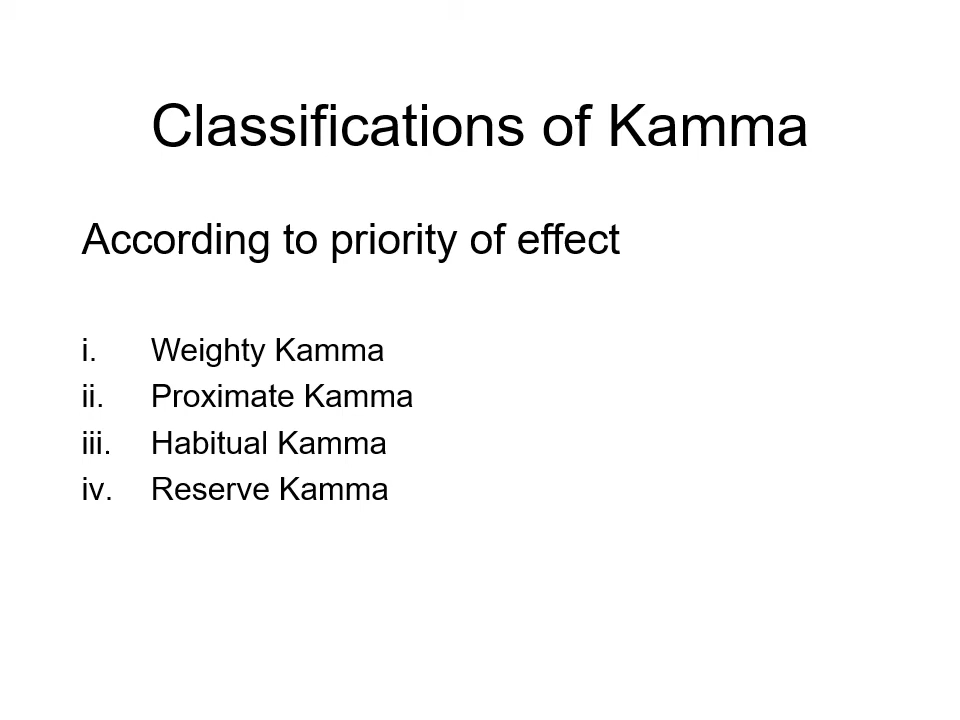 Classifications of Kamma
According to priority of effect
i. Weighty Kamma
ii. Proximate Kamma
iii. Habitual Kamma
iv. Reserve Kamma